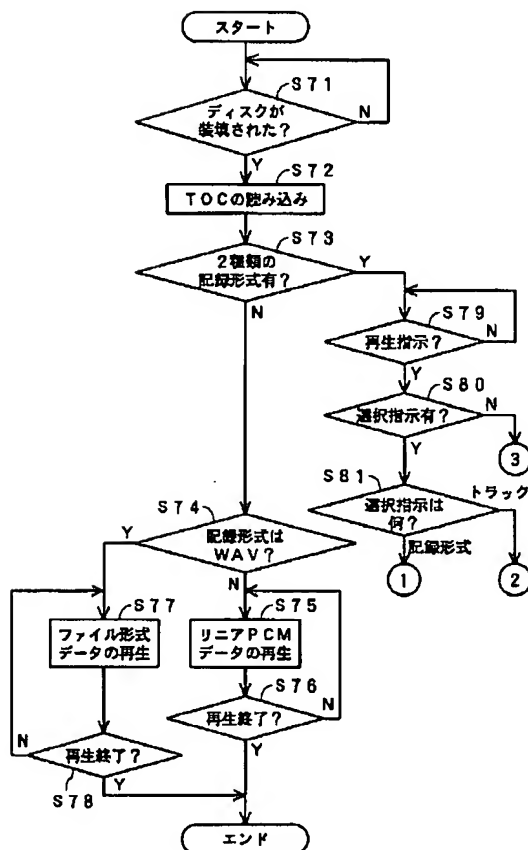 スタート
S71
ディスクが
装填された？
N
Y
S72
TOCの読み込み
S73
2種類の
記録形式有？
Y
N
S79
再生指示？
N
Y
S80
選択指示有？
N
Y
3
S81
選択指示は
何？
トラック
記録形式
1
2
S74
記録形式は
WAV？
Y
N
S77
ファイル形式
データの再生
S75
リニアPCM
データの再生
S76
再生終了？
N
Y
再生終了？
N
Y
S78
エンド